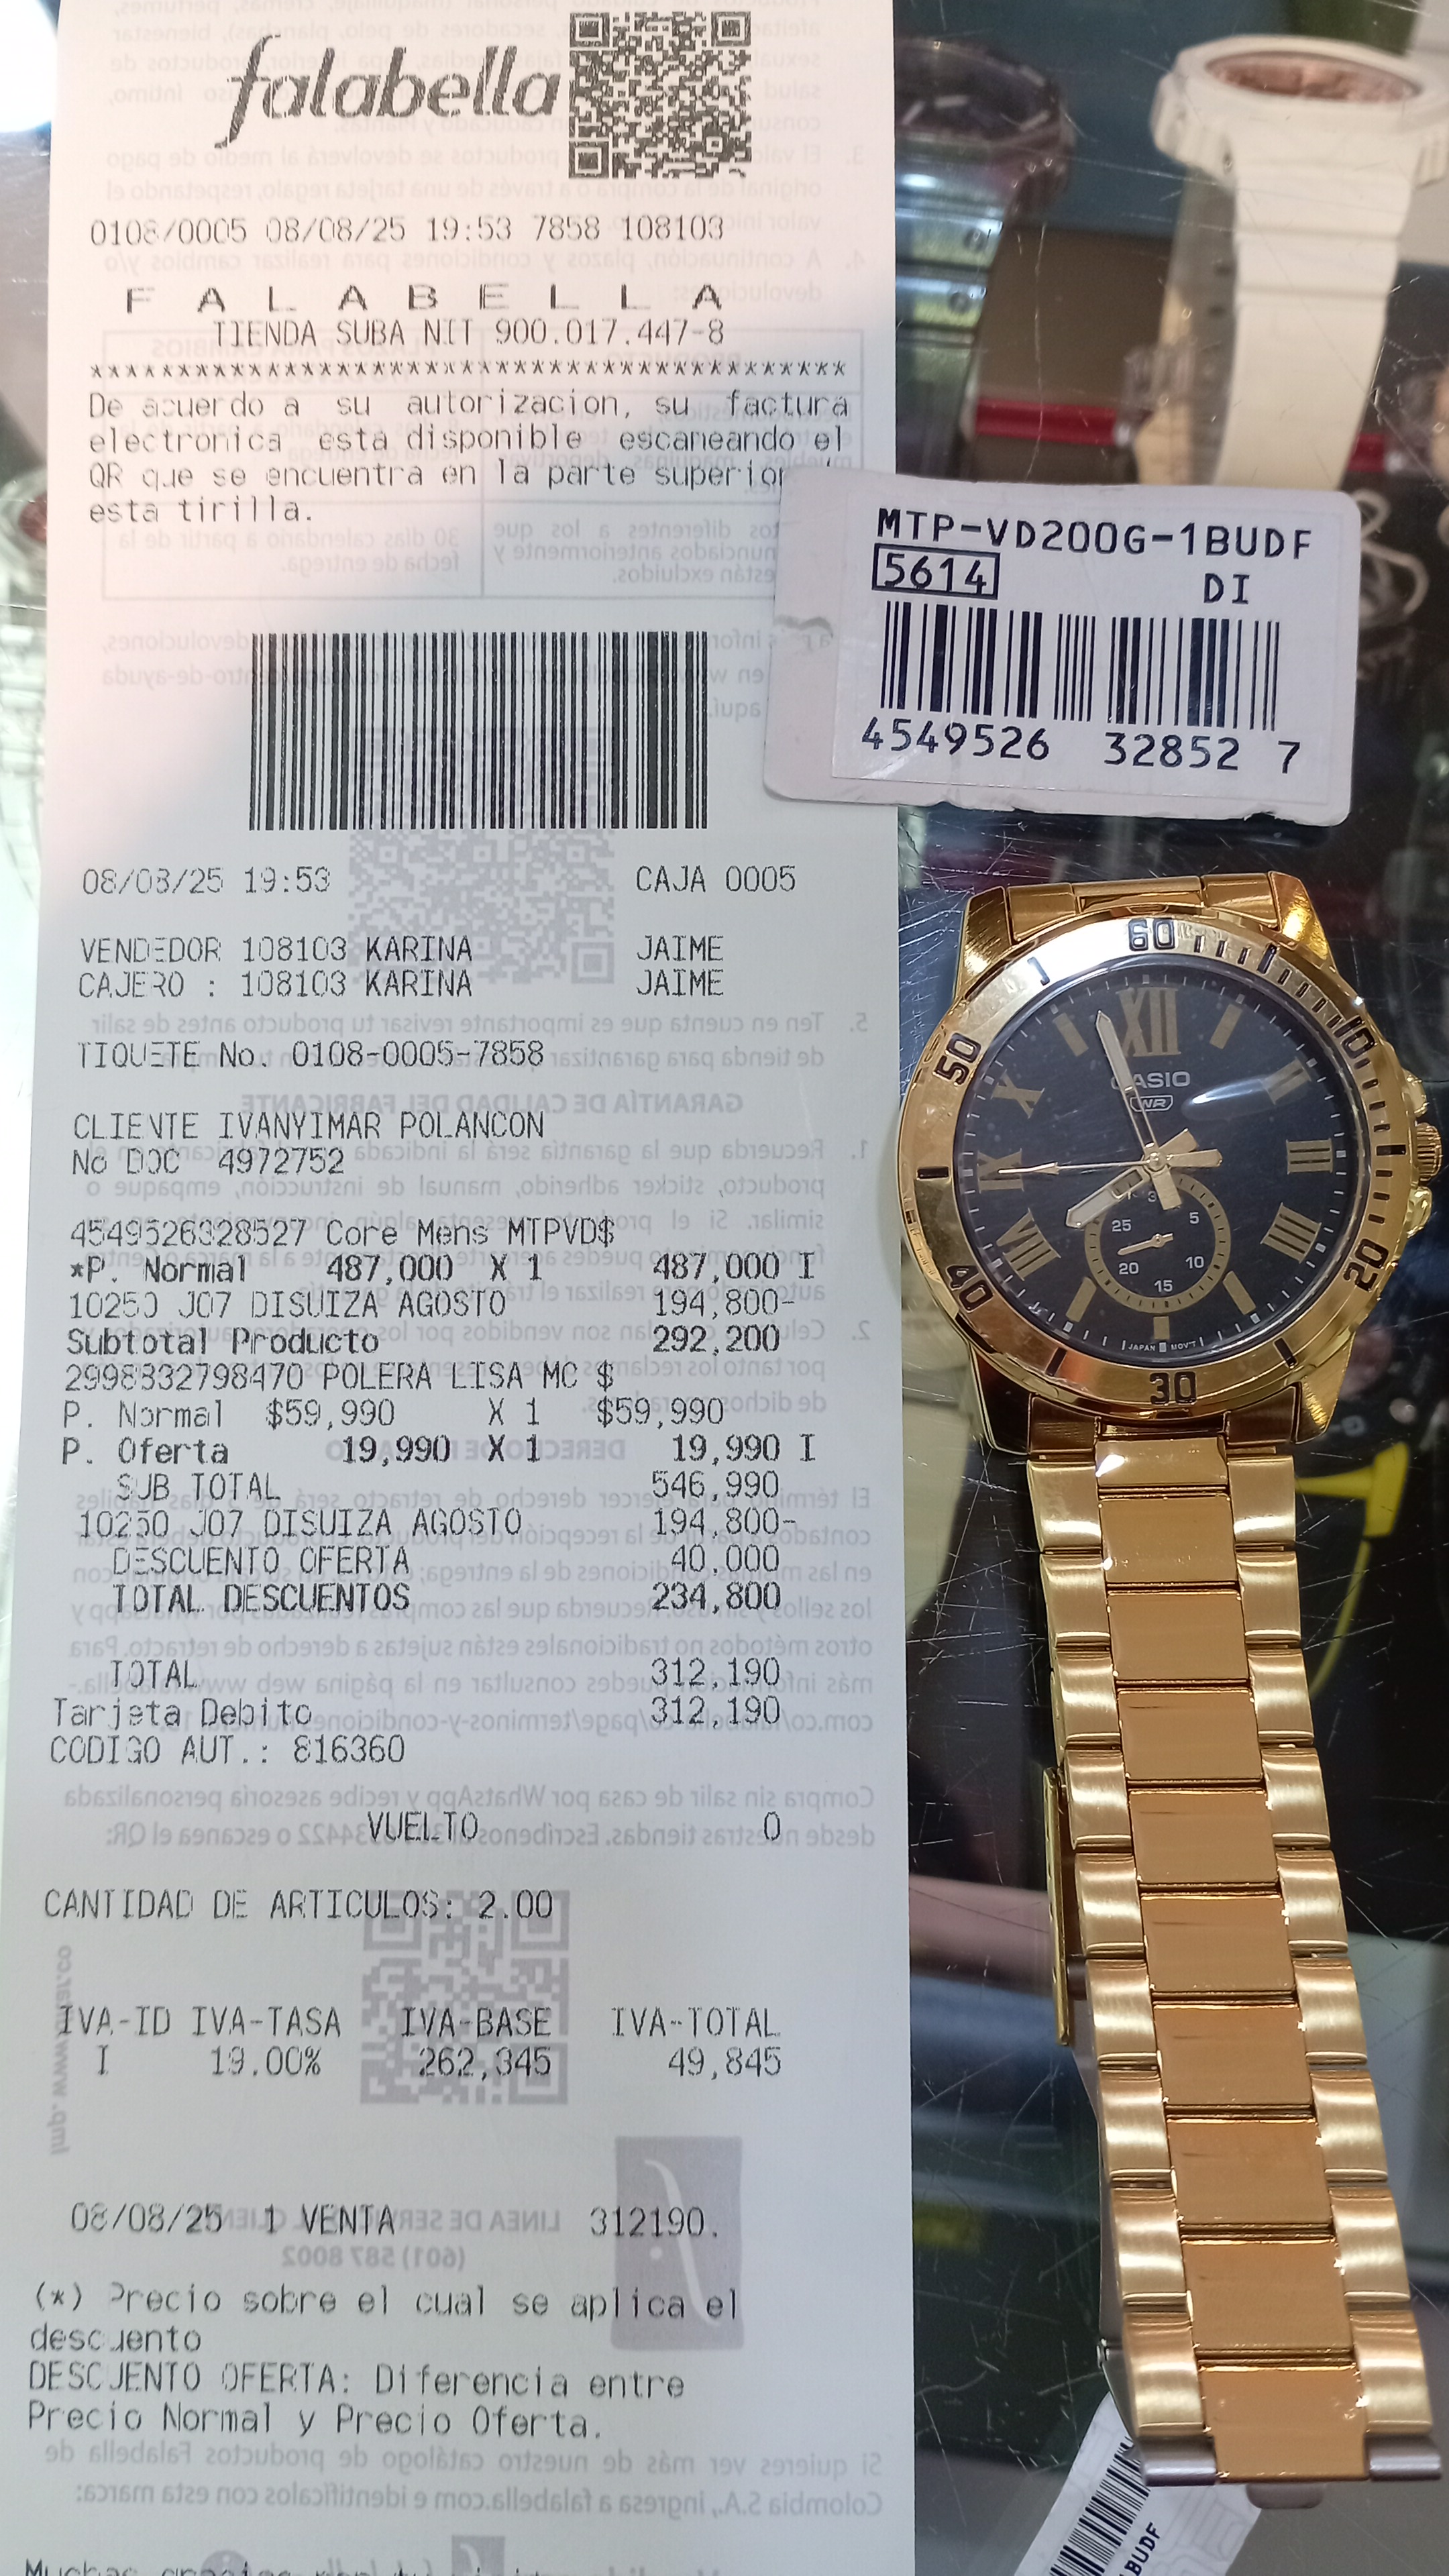 falabella
0108/0005 08/08/25 19:53 7858 108103
F A L A B E L L A
TIENDA SUBA NIT 900.017.447-8
******************************************
De acuerdo a su autorizacion, su factura
electronica esta disponible escaneando el
QR que se encuentra en la parte superior
esta tirilla.
08/08/25 19:53 CAJA 0005
VENDEDOR 108103 KARINA JAIME
CAJERO : 108103 KARINA JAIME
TIQUETE No. 0108-0005-7858
CLIENTE IVANYIMAR POLANCON
No DOC 4972752
4549526328527 Core Mens MTPVD$
*P. Normal 487,000 X 1 487,000 I
10250 J07 DISUIZA AGOSTO 194,800-
Subtotal Producto 292,200
2998332798470 POLERA LISA MC $
P. Normal $59,990 X 1 $59,990
P. Oferta 19,990 X 1 19,990 I
SUB TOTAL 546,990
10250 J07 DISUIZA AGOSTO 194,800-
DESCUENTO OFERTA 40,000
TOTAL DESCUENTOS 234,800
TOTAL 312,190
Tarjeta Debito 312,190
CODIGO AUT.: 816360
VUELTO 0
CANTIDAD DE ARTICULOS: 2.00
IVA-ID IVA-TASA IVA-BASE IVA-TOTAL
I 19.00% 262,345 49,845
08/08/25 1 VENTA 312190.
(*) Precio sobre el cual se aplica el
descuento
DESCUENTO OFERTA: Diferencia entre
Precio Normal y Precio Oferta.
MTP-VD200G-1BUDF
5614 DI
4549526 32852 7
60
10
20
30
40
50
XII
II
III
IIII
VIII
IX
X
CASIO
WR
5
10
15
20
25
JAPAN MOV'T
BUDF